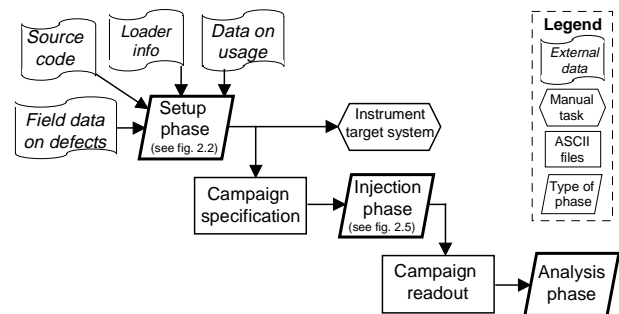 Source
code
Loader
info
Data on
usage
Field data
on defects
Setup
phase
(see fig. 2.2)
Instrument
target system
Campaign
specification
Injection
phase
(see fig. 2.5)
Campaign
readout
Analysis
phase
Legend
External
data
Manual
task
ASCII
files
Type of
phase